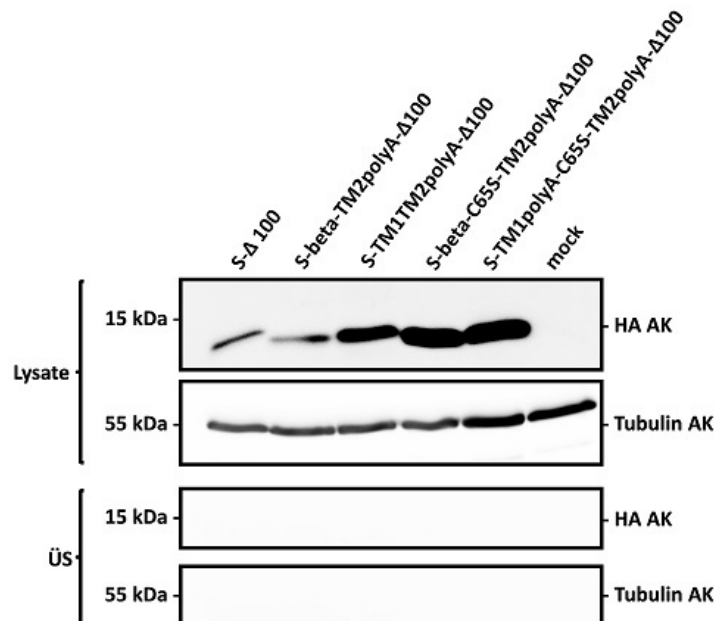 S-Δ 100
S-beta-TM2polyA-Δ100
S-TM1TM2polyA-Δ100
S-beta-C65S-TM2polyA-Δ100
S-TM1polyA-C65S-TM2polyA-Δ100
mock
Lysate
15 kDa
HA AK
55 kDa
Tubulin AK
ÜS
15 kDa
HA AK
55 kDa
Tubulin AK